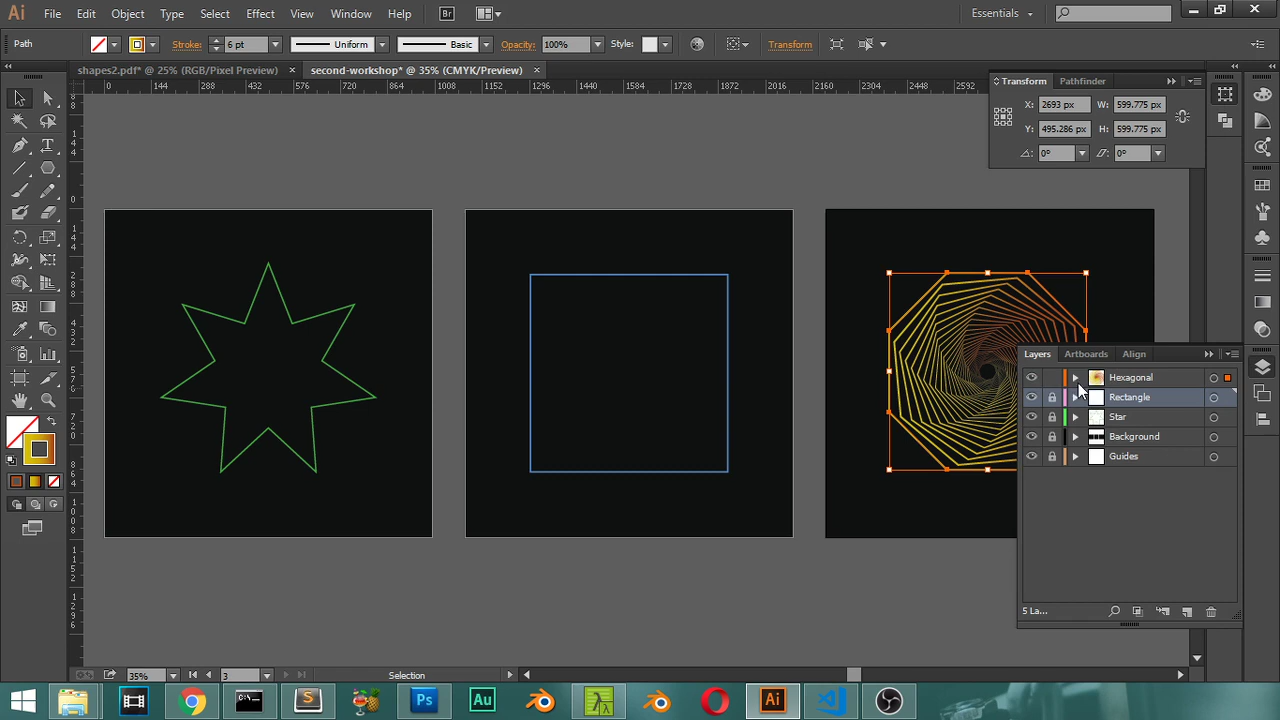 Ai File Edit Object Type Select Effect View Window Help Br Essentials
Path Stroke: 6 pt Uniform Basic Opacity: 100% Style: Transform
shapes2.pdf* @ 25% (RGB/Pixel Preview) × second-workshop* @ 35% (CMYK/Preview) ×
0 144 288 432 576 720 864 1008 1152 1296 1440 1584 1728 1872 2016 2160 2304 2448 2592
Transform Pathfinder
X: 2693 px W: 599.775 px
Y: 495.286 px H: 599.775 px
0° 0°
Layers Artboards Align
Hexagonal
Rectangle
Star
Background
Guides
5 La...
35% 3 Selection
Ps Au Ai